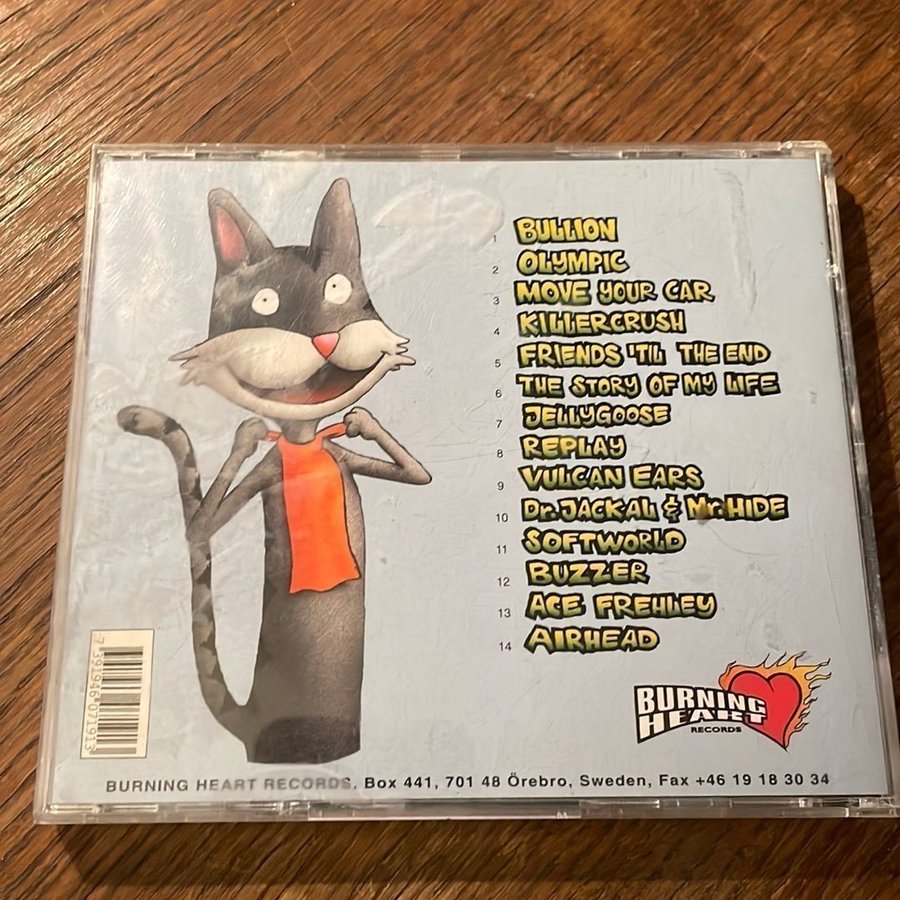 1 BULLION
2 OLYMPIC
3 MOVE YOUR CAR
4 KILLERCRUSH
5 FRIENDS 'TIL THE END
6 THE STORY OF MY LIFE
7 JELLYGOOSE
8 REPLAY
9 VULCAN EARS
10 Dr. JACKAL & Mr. HIDE
11 SOFTWORLD
12 BUZZER
13 ACE FREHLEY
14 AIRHEAD
BURNING
HEART
RECORDS
7 391946 071913
BURNING HEART RECORDS. Box 441, 701 48 Örebro, Sweden, Fax +46 19 18 30 34